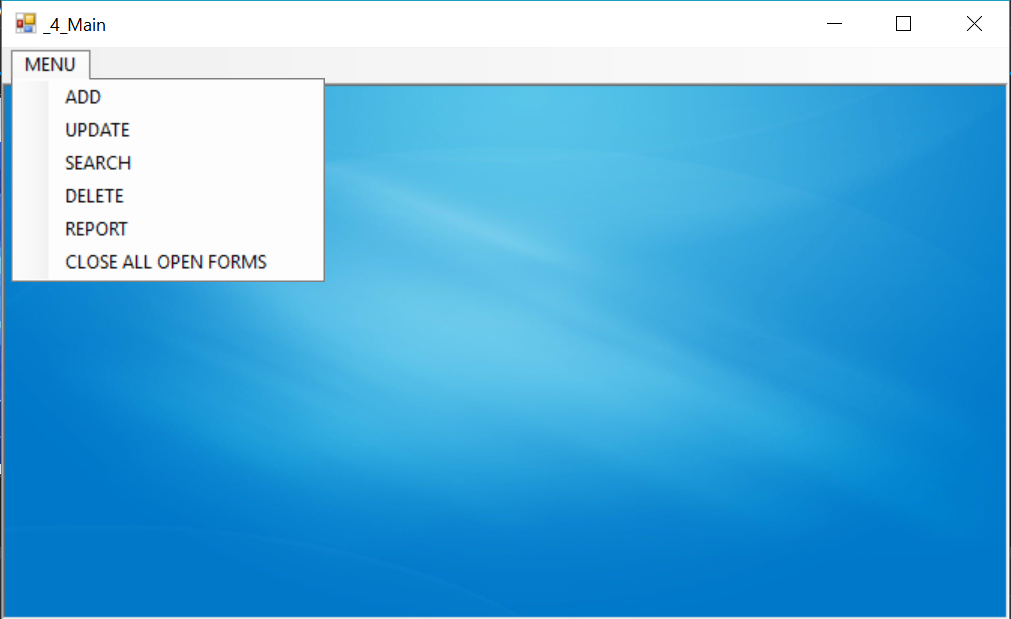 _4_Main
MENU
ADD
UPDATE
SEARCH
DELETE
REPORT
CLOSE ALL OPEN FORMS